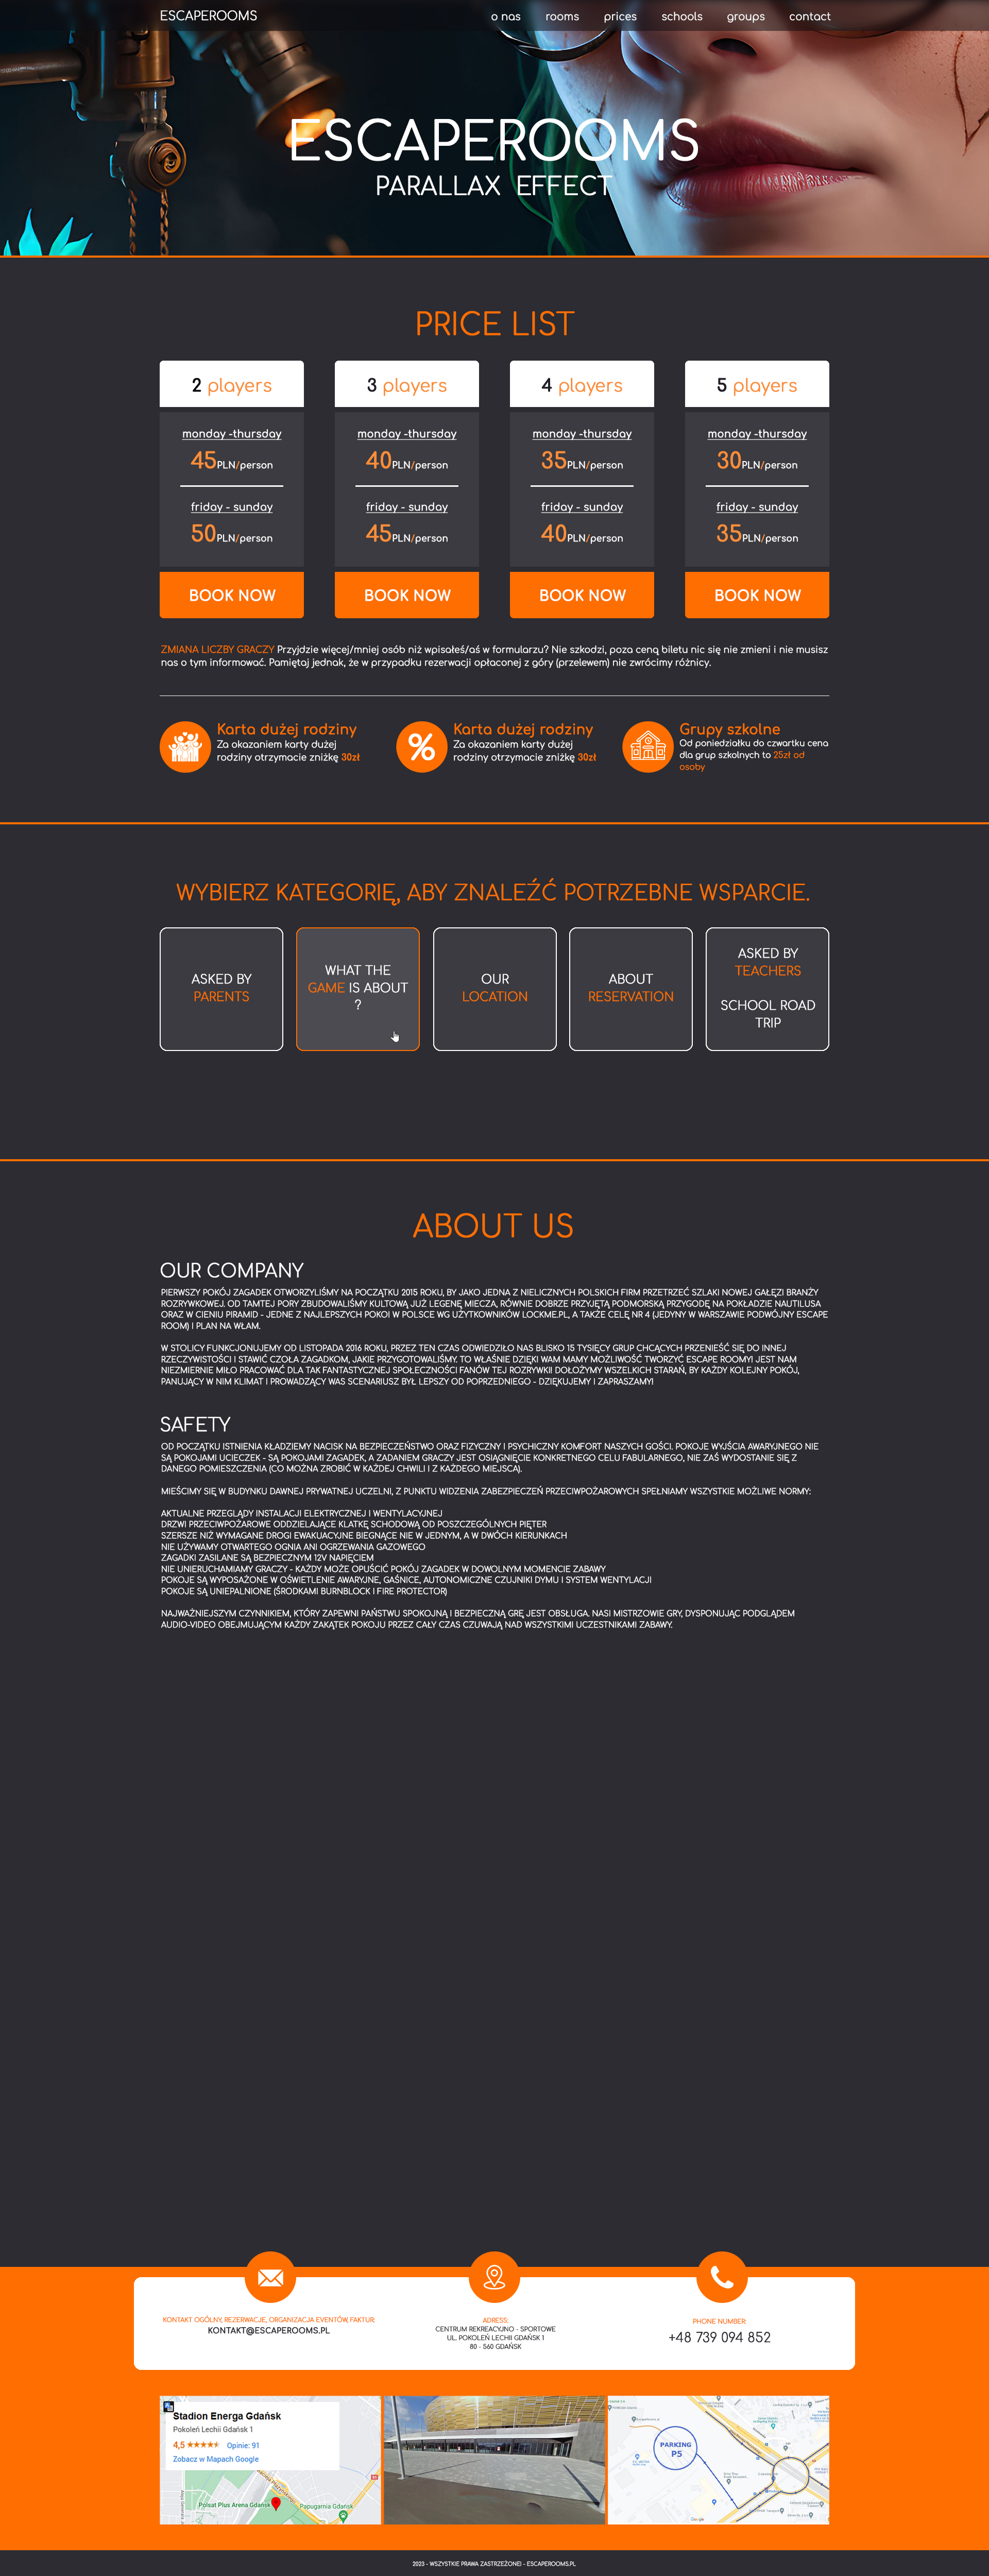 ESCAPEROOMS
o nas rooms prices schools groups contact
ESCAPEROOMS
PARALLAX EFFECT
PRICE LIST
2 players
monday -thursday
45PLN/person
friday - sunday
50PLN/person
BOOK NOW
3 players
monday -thursday
40PLN/person
friday - sunday
45PLN/person
BOOK NOW
4 players
monday -thursday
35PLN/person
friday - sunday
40PLN/person
BOOK NOW
5 players
monday -thursday
30PLN/person
friday - sunday
35PLN/person
BOOK NOW
ZMIANA LICZBY GRACZY Przyjdzie więcej/mniej osób niż wpisałeś/aś w formularzu? Nie szkodzi, poza ceną biletu nic się nie zmieni i nie musisz
nas o tym informować. Pamiętaj jednak, że w przypadku rezerwacji opłaconej z góry (przelewem) nie zwrócimy różnicy.
Karta dużej rodziny
Za okazaniem karty dużej
rodziny otrzymacie zniżkę 30zł
%
Karta dużej rodziny
Za okazaniem karty dużej
rodziny otrzymacie zniżkę 30zł
Grupy szkolne
Od poniedziałku do czwartku cena
dla grup szkolnych to 25zł od
osoby
WYBIERZ KATEGORIĘ, ABY ZNALEŹĆ POTRZEBNE WSPARCIE.
ASKED BY
PARENTS
WHAT THE
GAME IS ABOUT
?
OUR
LOCATION
ABOUT
RESERVATION
ASKED BY
TEACHERS
SCHOOL ROAD
TRIP
ABOUT US
OUR COMPANY
PIERWSZY POKÓJ ZAGADEK OTWORZYLIŚMY NA POCZĄTKU 2015 ROKU, BY JAKO JEDNA Z NIELICZNYCH POLSKICH FIRM PRZETRZEĆ SZLAKI NOWEJ GAŁĘZI BRANŻY
ROZRYWKOWEJ. OD TAMTEJ PORY ZBUDOWALIŚMY KULTOWĄ JUŻ LEGENĘ MIECZA, RÓWNIE DOBRZE PRZYJĘTĄ PODMORSKĄ PRZYGODĘ NA POKŁADZIE NAUTILUSA
ORAZ W CIENIU PIRAMID - JEDNE Z NAJLEPSZYCH POKOI W POLSCE WG UŻYTKOWNIKÓW LOCKME.PL, A TAKŻE CELĘ NR 4 (JEDYNY W WARSZAWIE PODWÓJNY ESCAPE
ROOM) I PLAN NA WŁAM.
W STOLICY FUNKCJONUJEMY OD LISTOPADA 2016 ROKU, PRZEZ TEN CZAS ODWIEDZIŁO NAS BLISKO 15 TYSIĘCY GRUP CHCĄCYCH PRZENIEŚĆ SIĘ DO INNEJ
RZECZYWISTOŚCI I STAWIĆ CZOŁA ZAGADKOM, JAKIE PRZYGOTOWALIŚMY. TO WŁAŚNIE DZIĘKI WAM MAMY MOŻLIWOŚĆ TWORZYĆ ESCAPE ROOMY! JEST NAM
NIEZMIERNIE MIŁO PRACOWAĆ DLA TAK FANTASTYCZNEJ SPOŁECZNOŚCI FANÓW TEJ ROZRYWKI! DOŁOŻYMY WSZELKICH STARAŃ, BY KAŻDY KOLEJNY POKÓJ,
PANUJĄCY W NIM KLIMAT I PROWADZĄCY WAS SCENARIUSZ BYŁ LEPSZY OD POPRZEDNIEGO - DZIĘKUJEMY I ZAPRASZAMY!
SAFETY
OD POCZĄTKU ISTNIENIA KŁADZIEMY NACISK NA BEZPIECZEŃSTWO ORAZ FIZYCZNY I PSYCHICZNY KOMFORT NASZYCH GOŚCI. POKOJE WYJŚCIA AWARYJNEGO NIE
SĄ POKOJAMI UCIECZEK - SĄ POKOJAMI ZAGADEK, A ZADANIEM GRACZY JEST OSIĄGNIĘCIE KONKRETNEGO CELU FABULARNEGO, NIE ZAŚ WYDOSTANIE SIĘ Z
DANEGO POMIESZCZENIA (CO MOŻNA ZROBIĆ W KAŻDEJ CHWILI I Z KAŻDEGO MIEJSCA).
MIEŚCIMY SIĘ W BUDYNKU DAWNEJ PRYWATNEJ UCZELNI, Z PUNKTU WIDZENIA ZABEZPIECZEŃ PRZECIWPOŻAROWYCH SPEŁNIAMY WSZYSTKIE MOŻLIWE NORMY:
AKTUALNE PRZEGLĄDY INSTALACJI ELEKTRYCZNEJ I WENTYLACYJNEJ
DRZWI PRZECIWPOŻAROWE ODDZIELAJĄCE KLATKĘ SCHODOWĄ OD POSZCZEGÓLNYCH PIĘTER
SZERSZE NIŻ WYMAGANE DROGI EWAKUACYJNE BIEGNĄCE NIE W JEDNYM, A W DWÓCH KIERUNKACH
NIE UŻYWAMY OTWARTEGO OGNIA ANI OGRZEWANIA GAZOWEGO
ZAGADKI ZASILANE SĄ BEZPIECZNYM 12V NAPIĘCIEM
NIE UNIERUCHAMIAMY GRACZY - KAŻDY MOŻE OPUŚCIĆ POKÓJ ZAGADEK W DOWOLNYM MOMENCIE ZABAWY
POKOJE SĄ WYPOSAŻONE W OŚWIETLENIE AWARYJNE, GAŚNICE, AUTONOMICZNE CZUJNIKI DYMU I SYSTEM WENTYLACJI
POKOJE SĄ UNIEPALNIONE (ŚRODKAMI BURNBLOCK I FIRE PROTECTOR)
NAJWAŻNIEJSZYM CZYNNIKIEM, KTÓRY ZAPEWNI PAŃSTWU SPOKOJNĄ I BEZPIECZNĄ GRĘ JEST OBSŁUGA. NASI MISTRZOWIE GRY, DYSPONUJĄC PODGLĄDEM
AUDIO-VIDEO OBEJMUJĄCYM KAŻDY ZAKĄTEK POKOJU PRZEZ CAŁY CZAS CZUWAJĄ NAD WSZYSTKIMI UCZESTNIKAMI ZABAWY.
KONTAKT OGÓLNY, REZERWACJE, ORGANIZACJA EVENTÓW, FAKTUR:
KONTAKT@ESCAPEROOMS.PL
ADRESS:
CENTRUM REKREACYJNO - SPORTOWE
UL. POKOLEŃ LECHII GDAŃSK 1
80 - 560 GDAŃSK
PHONE NUMBER:
+48 739 094 852
Stadion Energa Gdańsk
Pokoleń Lechii Gdańsk 1
4,5 Opinie: 91
Zobacz w Mapach Google
Polsat Plus Arena Gdańsk
Papugarnia Gdańsk
PARKING
P5
Google
2023 - WSZYSTKIE PRAWA ZASTRZEŻONE! - ESCAPEROOMS.PL